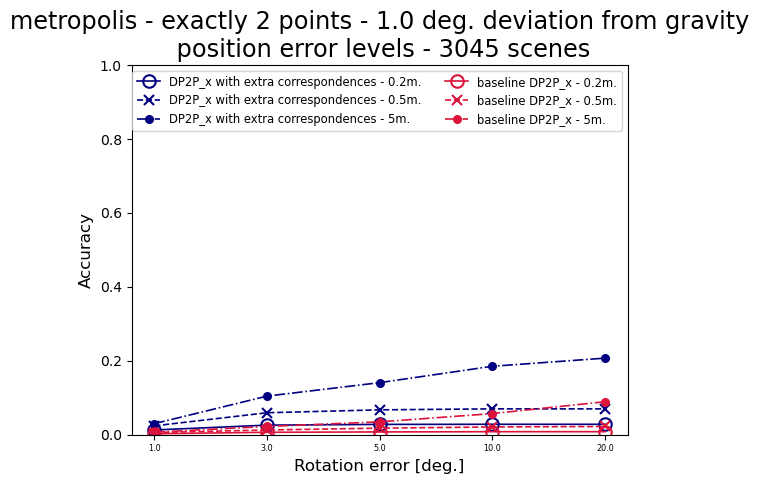 metropolis - exactly 2 points - 1.0 deg. deviation from gravity
position error levels - 3045 scenes
DP2P_x with extra correspondences - 0.2m.
DP2P_x with extra correspondences - 0.5m.
DP2P_x with extra correspondences - 5m.
baseline DP2P_x - 0.2m.
baseline DP2P_x - 0.5m.
baseline DP2P_x - 5m.
Accuracy
1.0
0.8
0.6
0.4
0.2
0.0
1.0 3.0 5.0 10.0 20.0
Rotation error [deg.]